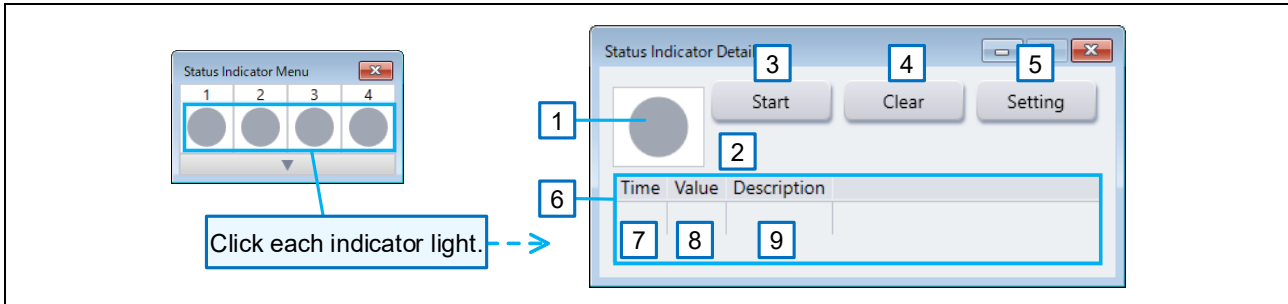 Status Indicator Menu
1 2 3 4
Click each indicator light.
Status Indicator Detail
3 4 5
Start Clear Setting
1
2
6
Time Value Description
7 8 9